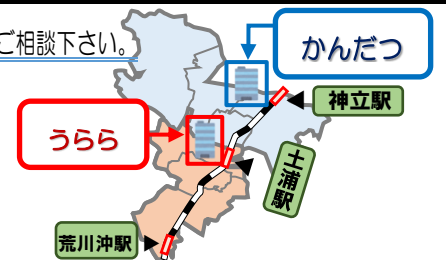 ご相談下さい。
かんだつ
神立駅
うらら
土浦駅
荒川沖駅